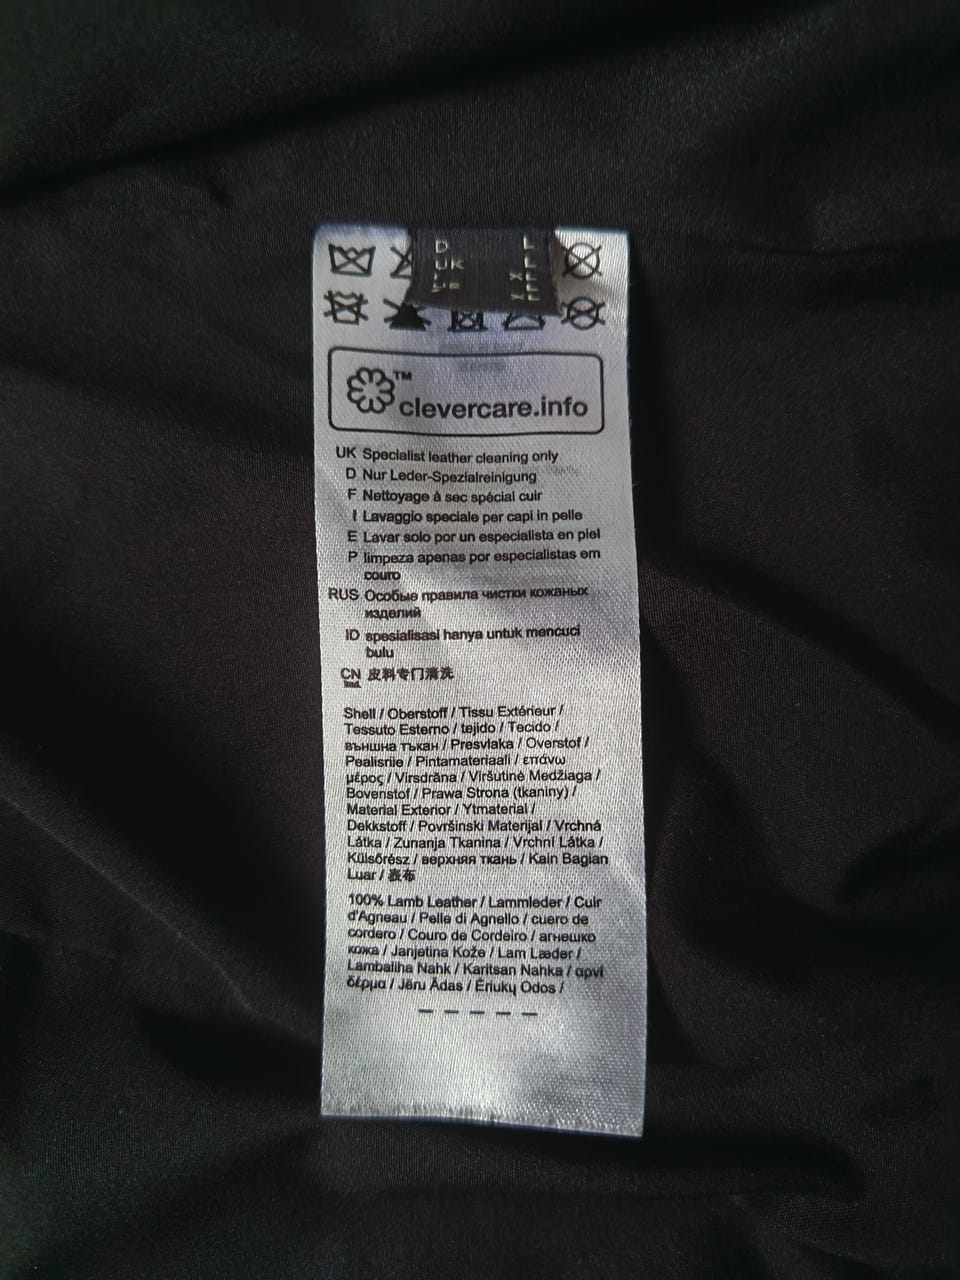 D
UK
L
L
L
X
X
™
clevercare.info
UK Specialist leather cleaning only
D Nur Leder-Spezialreinigung
F Nettoyage à sec spécial cuir
I Lavaggio speciale per capi in pelle
E Lavar solo por un especialista en piel
P limpeza apenas por especialistas em
couro
RUS Особые правила чистки кожаных
изделий
ID spesialisasi hanya untuk mencuci
bulu
CN 皮料专门清洗
Shell / Oberstoff / Tissu Extérieur /
Tessuto Esterno / tejido / Tecido /
външна тъкан / Presvlaka / Overstof /
Pealisriie / Pintamateriaali / επάνω
μέρος / Virsdrāna / Viršutinė Medžiaga /
Bovenstof / Prawa Strona (tkaniny) /
Material Exterior / Ytmaterial /
Dekkstoff / Površinski Materijal / Vrchná
Látka / Zunanja Tkanina / Vrchní Látka /
Külsőrész / верхняя ткань / Kain Bagian
Luar / 表布
100% Lamb Leather / Lammleder / Cuir
d'Agneau / Pelle di Agnello / cuero de
cordero / Couro de Cordeiro / агнешко
кожа / Janjetina Kože / Lam Læder /
Lambaliha Nahk / Karitsan Nahka / αρνί
δέρμα / Jēru Ādas / Ėriukų Odos /